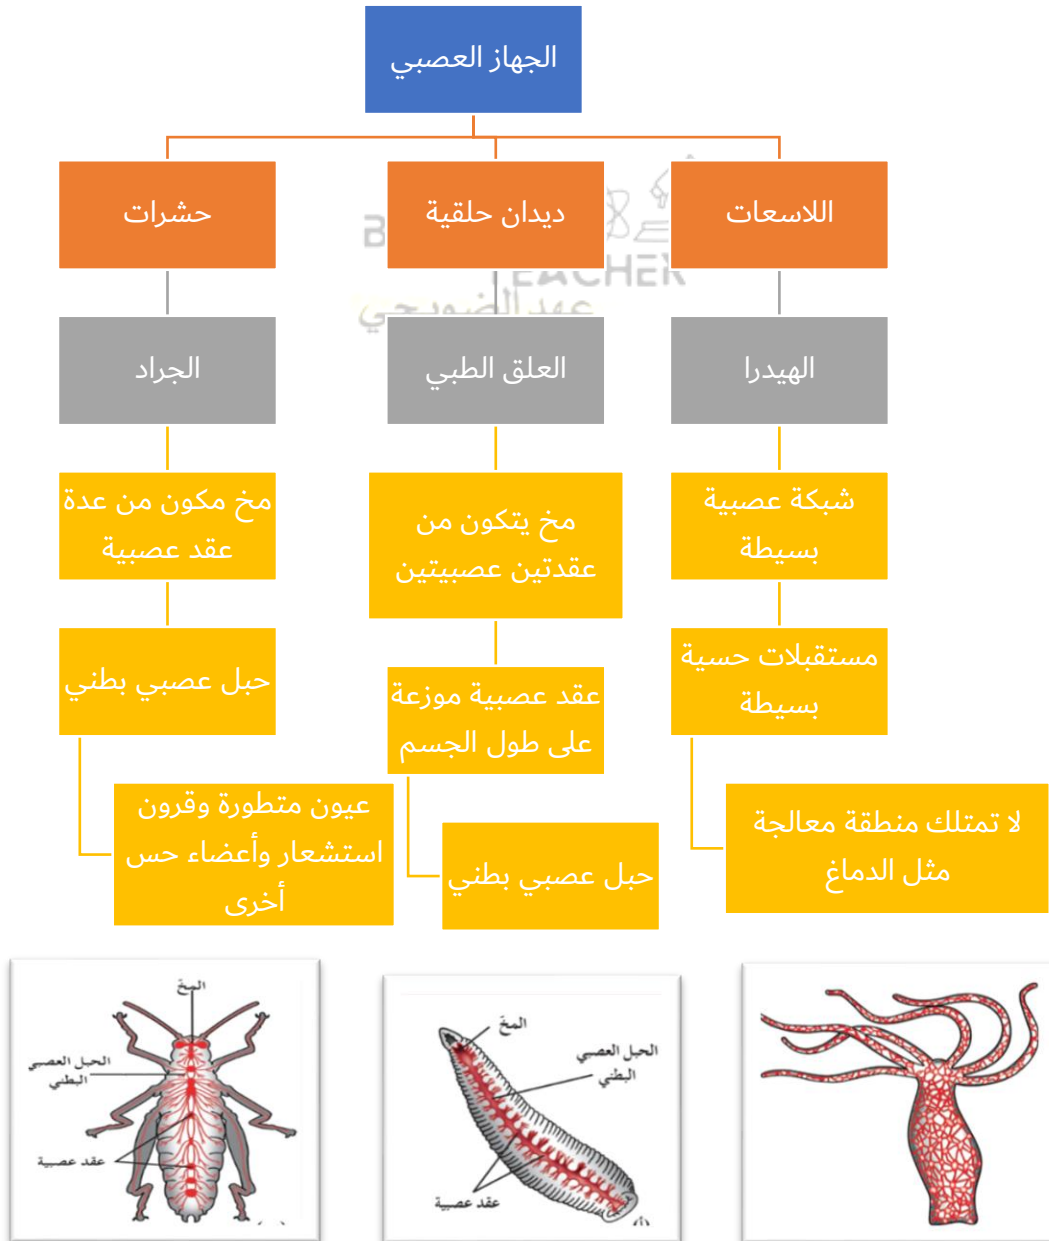 الجهاز العصبي
اللاسعات
ديدان حلقية
حشرات
TEACHER
عهد الضويحي
الهيدرا
العلق الطبي
الجراد
شبكة عصبية
بسيطة
مخ يتكون من
عقدتين عصبيتين
مخ مكون من عدة
عقد عصبية
مستقبلات حسية
بسيطة
عقد عصبية موزعة
على طول الجسم
حبل عصبي بطني
لا تمتلك منطقة معالجة
مثل الدماغ
حبل عصبي بطني
عيون متطورة وقرون
استشعار وأعضاء حس
أخرى
المخ
الحبل العصبي
البطني
عقد عصبية
المخ
الحبل العصبي
البطني
عقد عصبية